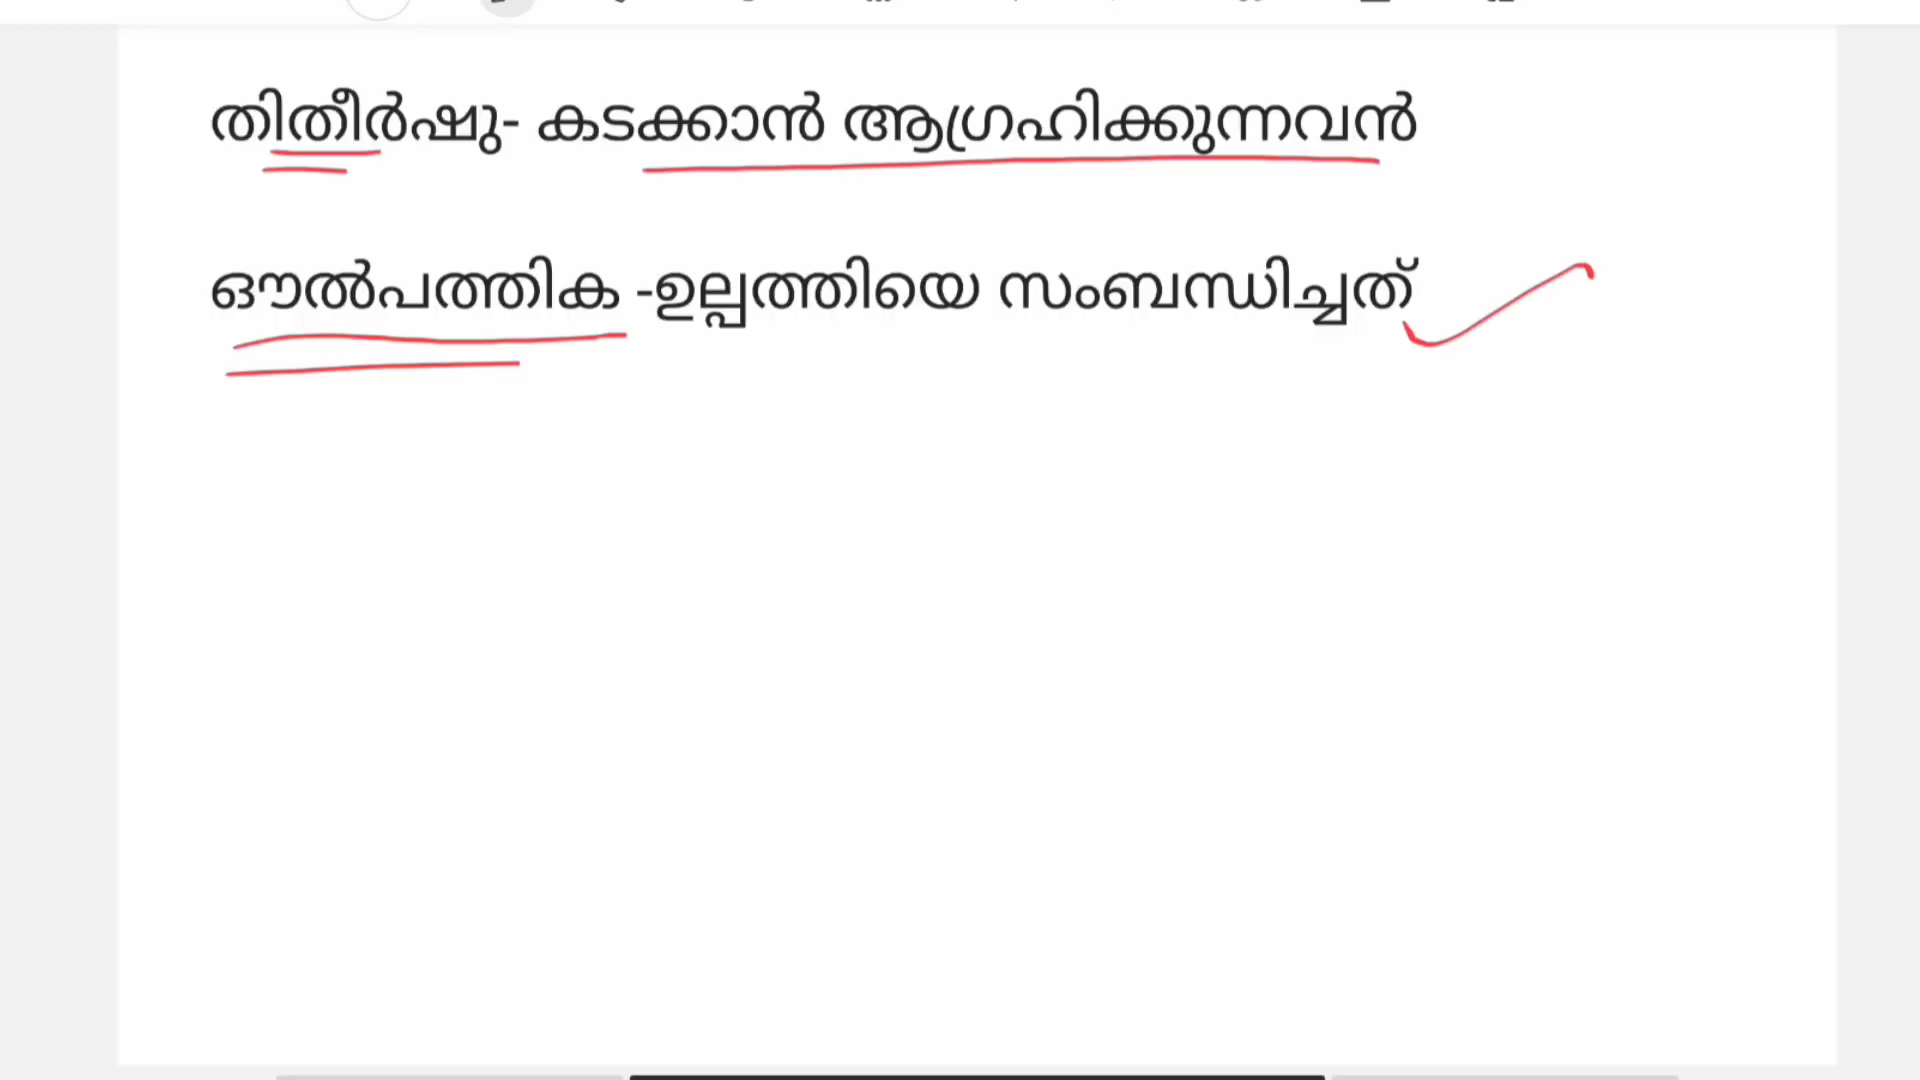 തിതീർഷു- കടക്കാൻ ആഗ്രഹിക്കുന്നവൻ
ഔൽപത്തിക -ഉല്പത്തിയെ സംബന്ധിച്ചത്